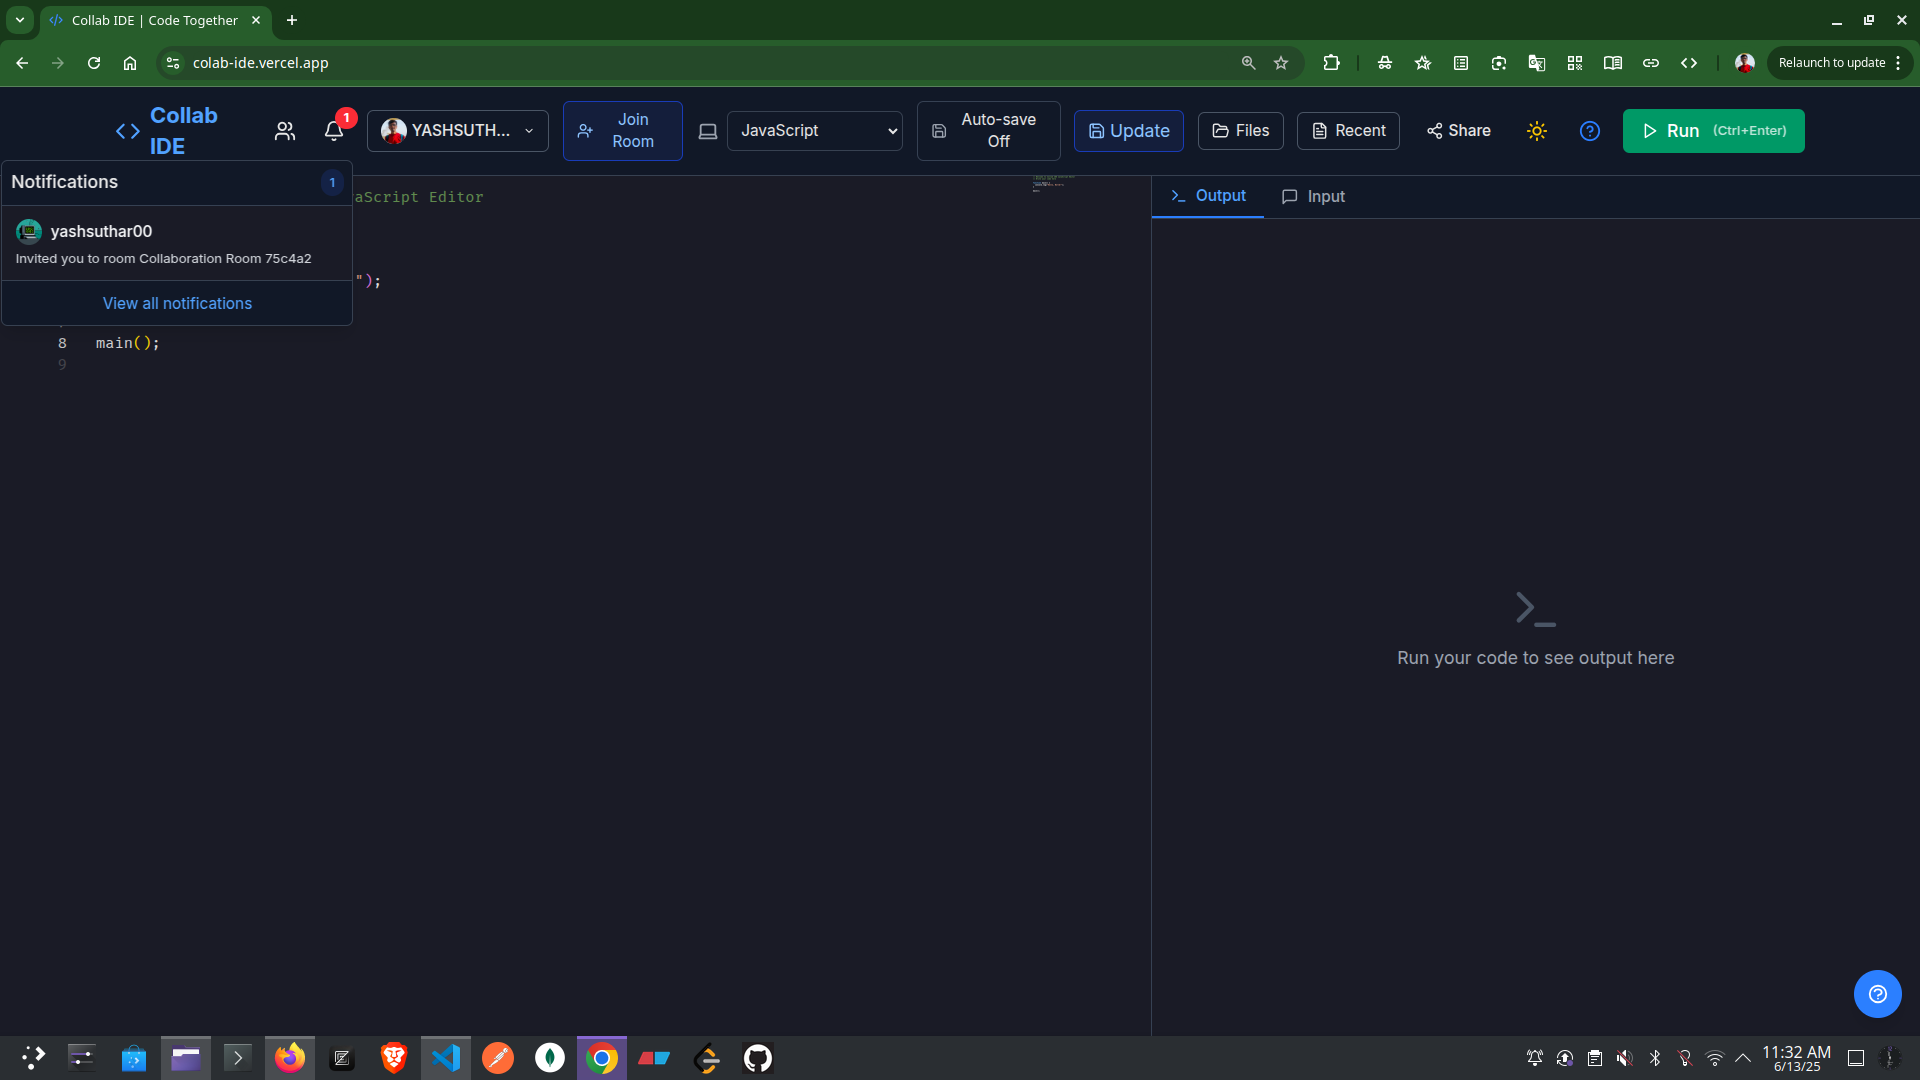 Collab IDE | Code Together
colab-ide.vercel.app
Relaunch to update
Collab
IDE
1
YASHSUTH...
Join
Room
JavaScript
Auto-save
Off
Update
Files
Recent
Share
Run (Ctrl+Enter)
Notifications
1
yashsuthar00
Invited you to room Collaboration Room 75c4a2
View all notifications
aScript Editor
");
8 main();
9
Output
Input
Run your code to see output here
11:32 AM
6/13/25